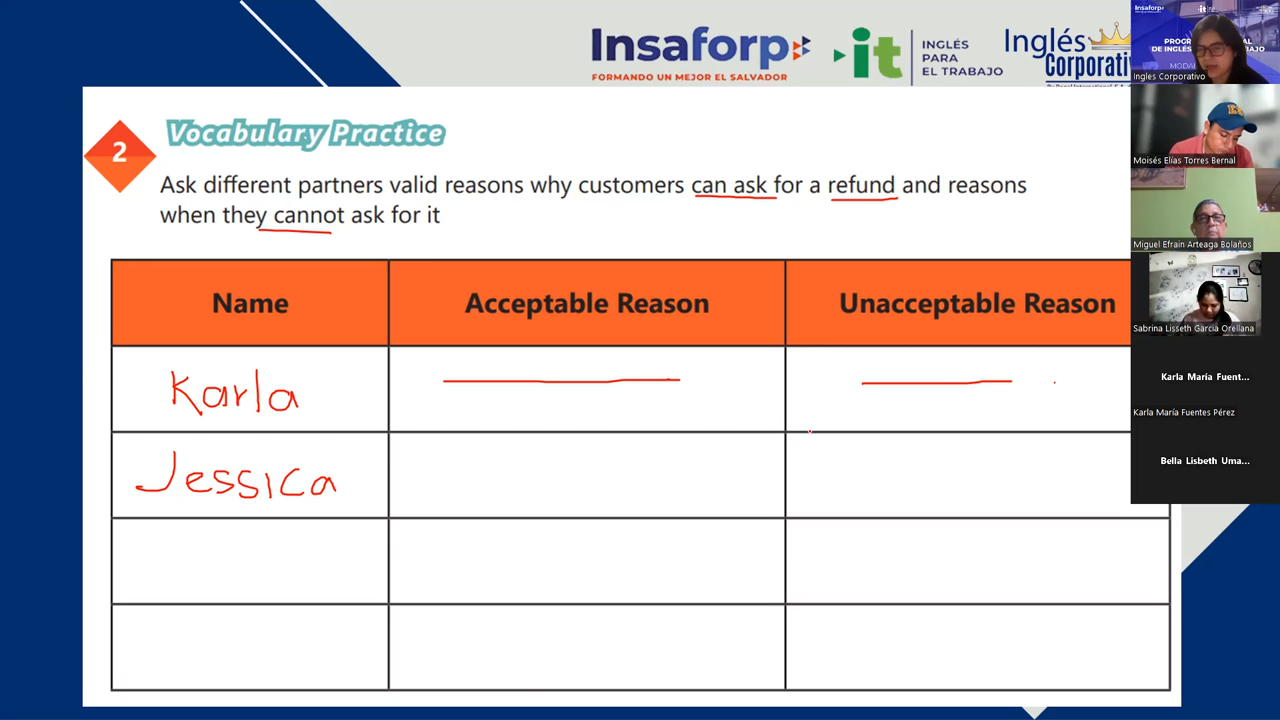 Insaforp
FORMANDO UN MEJOR EL SALVADOR
it
INGLÉS
PARA
EL TRABAJO
Inglés
Corporativ
2
Vocabulary Practice
Ask different partners valid reasons why customers can ask for a refund and reasons
when they cannot ask for it
Name Acceptable Reason Unacceptable Reason
Karla
Jessica
Insaforp
it
Ingles Corporativo
Moisés Elías Torres Bernal
Miguel Efrain Arteaga Bolaños
Sabrina Lisseth Garcia Orellana
Karla María Fuent...
Karla María Fuentes Pérez
Bella Lisbeth Uma...